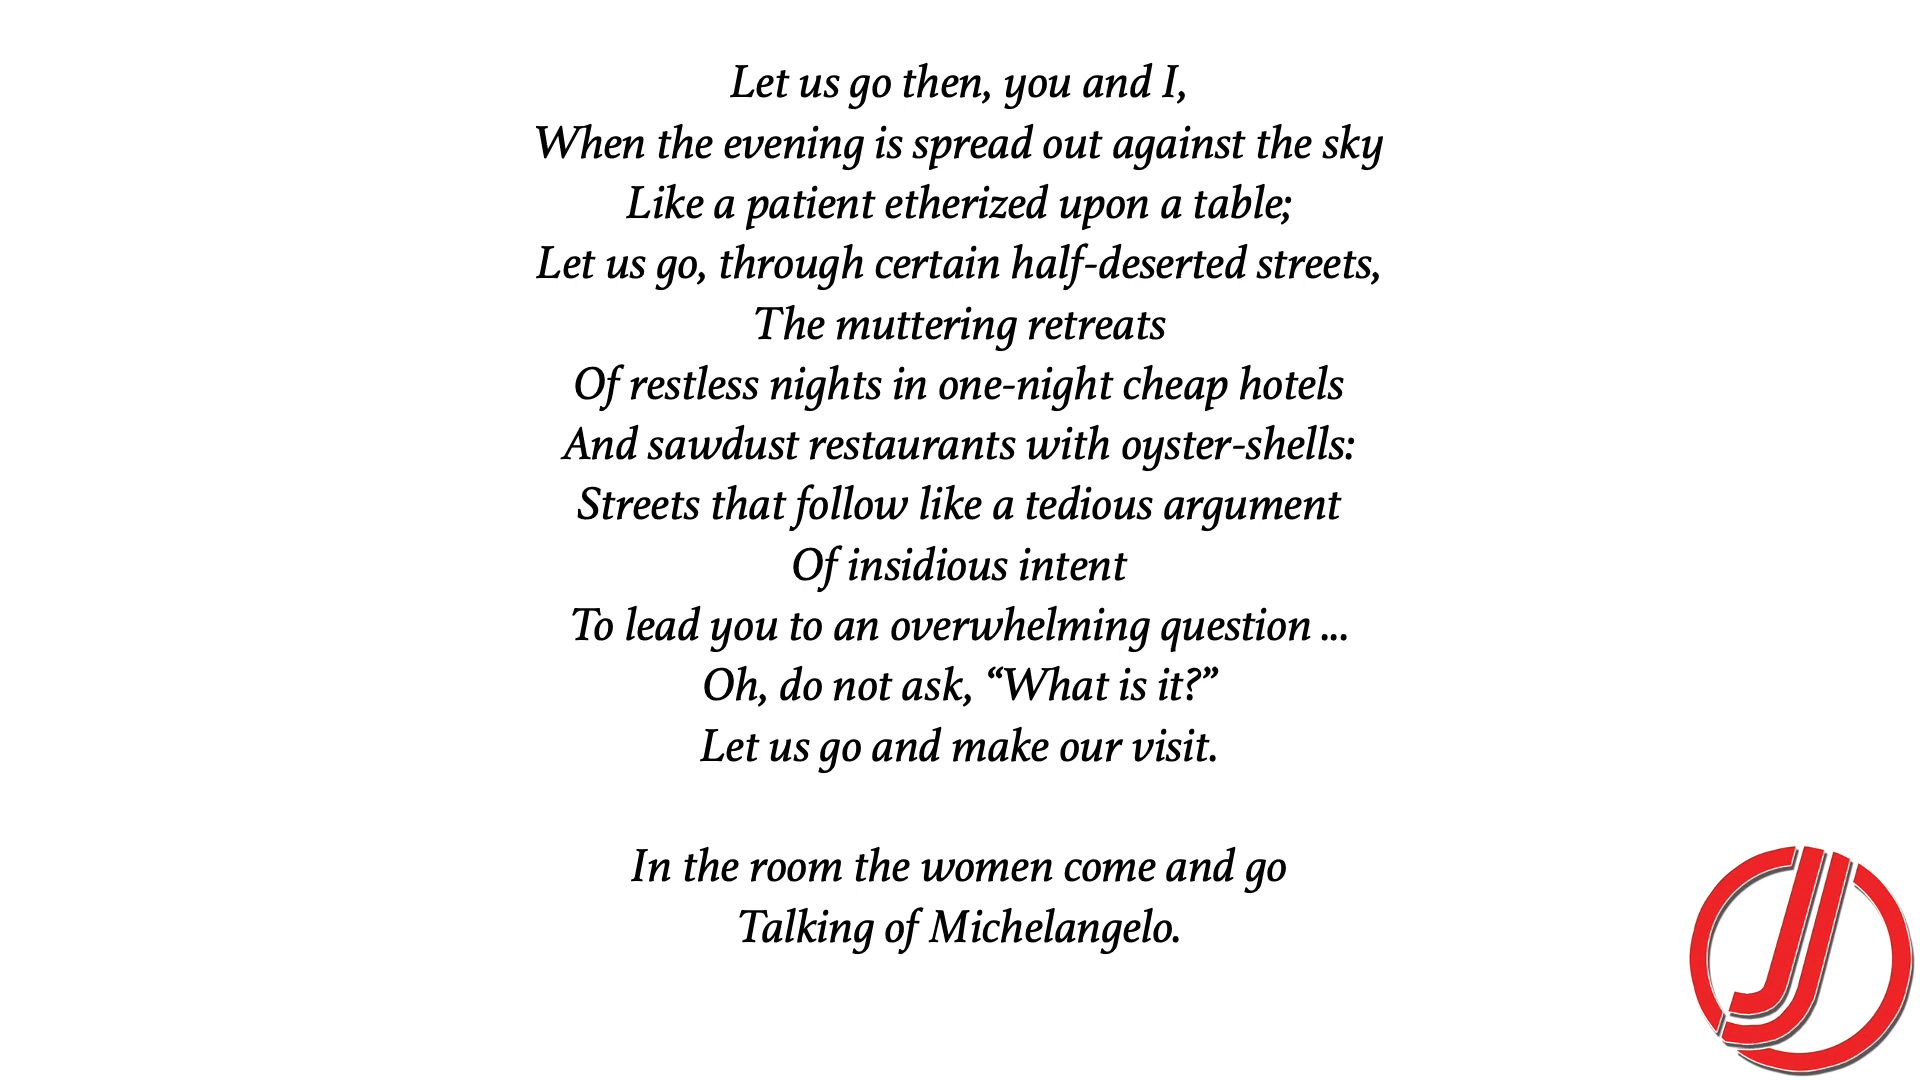 Let us go then, you and I,
When the evening is spread out against the sky
Like a patient etherized upon a table;
Let us go, through certain half-deserted streets,
The muttering retreats
Of restless nights in one-night cheap hotels
And sawdust restaurants with oyster-shells:
Streets that follow like a tedious argument
Of insidious intent
To lead you to an overwhelming question ...
Oh, do not ask, “What is it?”
Let us go and make our visit.

In the room the women come and go
Talking of Michelangelo.